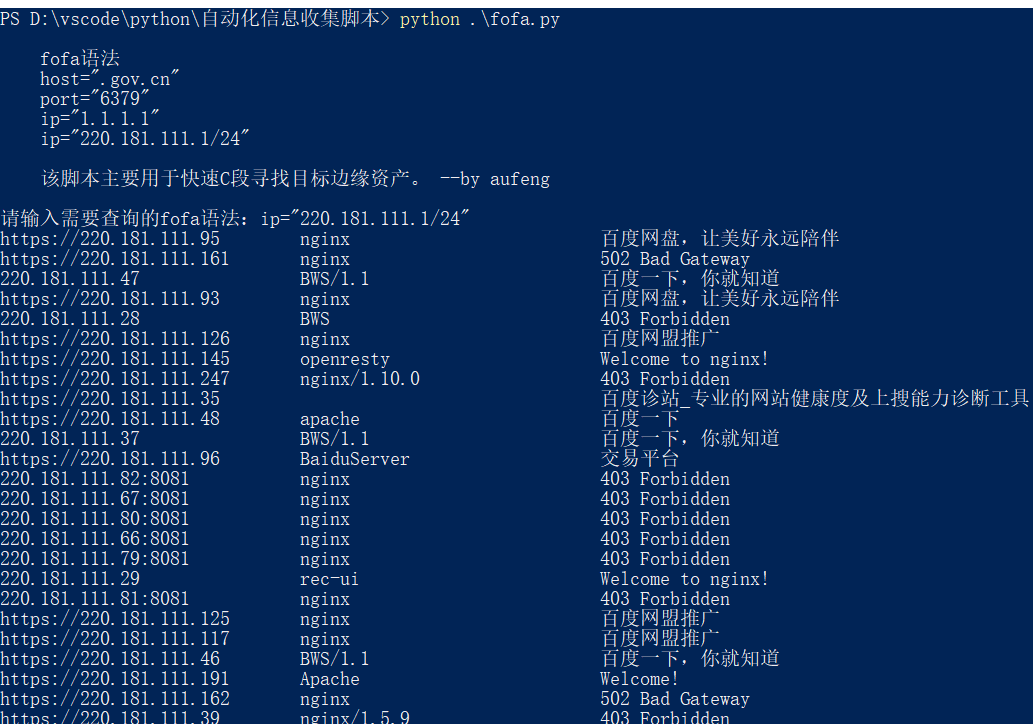 PS D:\vscode\python\自动化信息收集脚本> python .\fofa.py
fofa语法
host=".gov.cn"
port="6379"
ip="1.1.1.1"
ip="220.181.111.1/24"
该脚本主要用于快速C段寻找目标边缘资产。 --by aufeng
请输入需要查询的fofa语法: ip="220.181.111.1/24"
https://220.181.111.95 nginx 百度网盘，让美好永远陪伴
https://220.181.111.161 nginx 502 Bad Gateway
220.181.111.47 BWS/1.1 百度一下，你就知道
https://220.181.111.93 nginx 百度网盘，让美好永远陪伴
220.181.111.28 BWS 403 Forbidden
https://220.181.111.126 nginx 百度网盟推广
https://220.181.111.145 openresty Welcome to nginx!
https://220.181.111.247 nginx/1.10.0 403 Forbidden
https://220.181.111.35 百度诊站_专业的网站健康度及上搜能力诊断工具
https://220.181.111.48 apache 百度一下
220.181.111.37 BWS/1.1 百度一下，你就知道
https://220.181.111.96 BaiduServer 交易平台
220.181.111.82:8081 nginx 403 Forbidden
220.181.111.67:8081 nginx 403 Forbidden
220.181.111.80:8081 nginx 403 Forbidden
220.181.111.66:8081 nginx 403 Forbidden
220.181.111.79:8081 nginx 403 Forbidden
220.181.111.29 rec-ui Welcome to nginx!
220.181.111.81:8081 nginx 403 Forbidden
https://220.181.111.125 nginx 百度网盟推广
https://220.181.111.117 nginx 百度网盟推广
https://220.181.111.46 BWS/1.1 百度一下，你就知道
https://220.181.111.191 Apache Welcome!
https://220.181.111.162 nginx 502 Bad Gateway
https://220.181.111.39 nginx/1.5.9 403 Forbidden